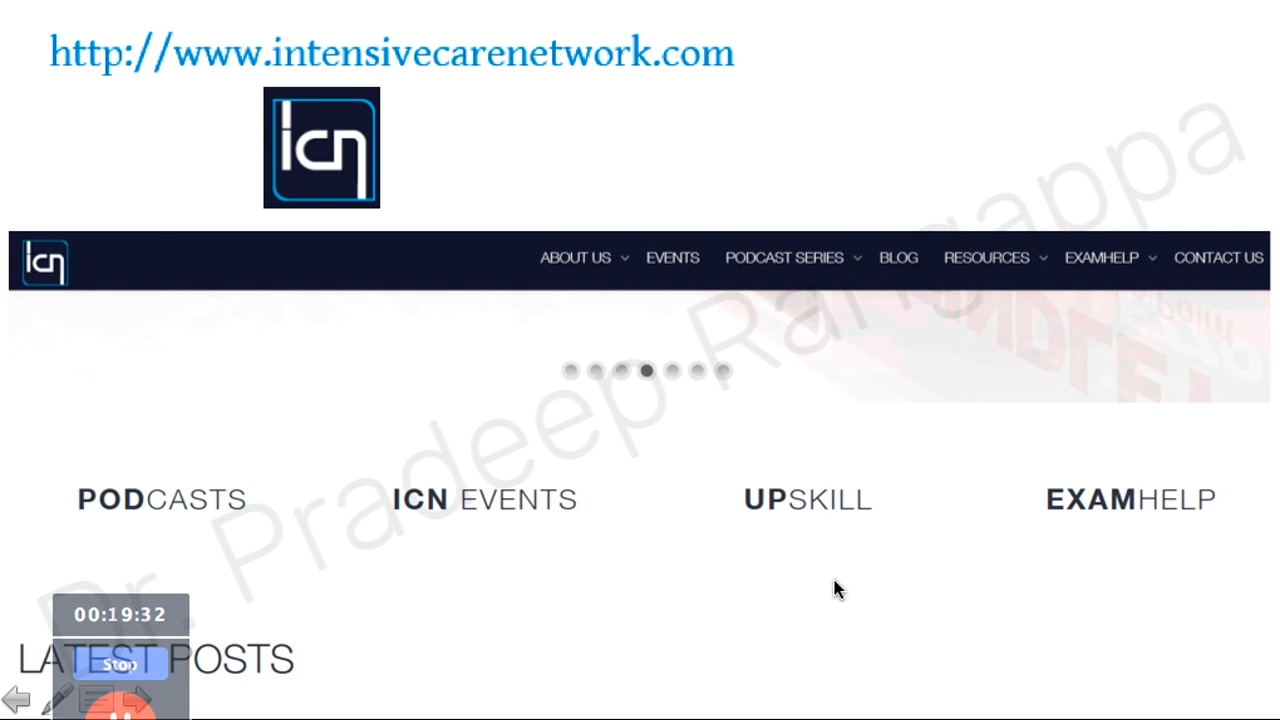 http://www.intensivecarenetwork.com
icn
icn
ABOUT US EVENTS PODCAST SERIES BLOG RESOURCES EXAMHELP CONTACT US
PODCASTS ICN EVENTS UPSKILL EXAMHELP
Dr. Pradeep Rangappa
00:19:32
LATEST POSTS
Stop